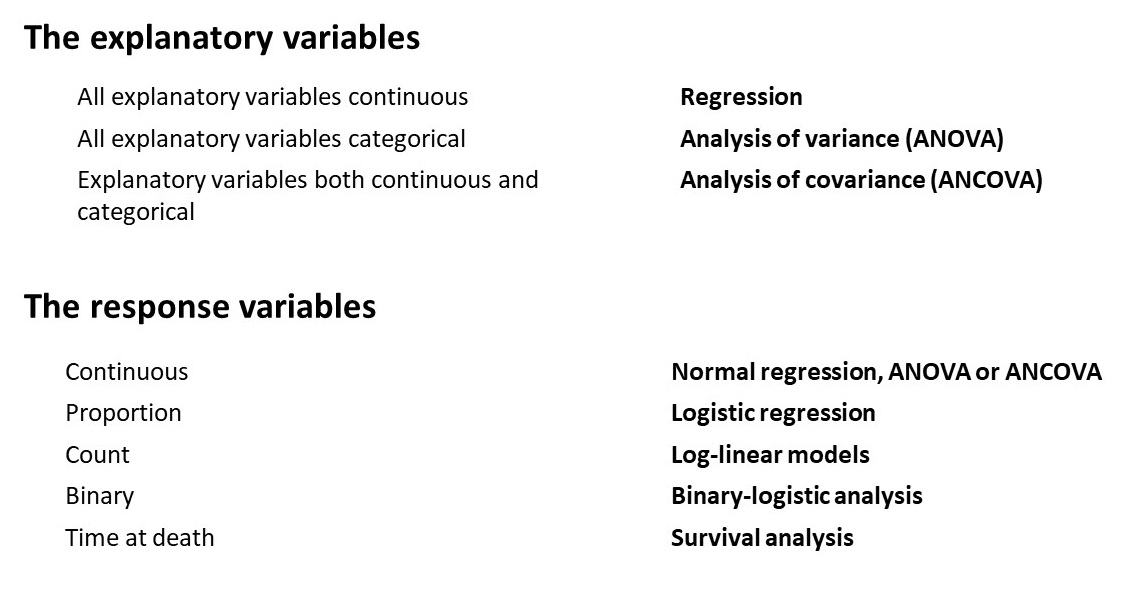 The explanatory variables
All explanatory variables continuous Regression
All explanatory variables categorical Analysis of variance (ANOVA)
Explanatory variables both continuous and Analysis of covariance (ANCOVA)
categorical
The response variables
Continuous Normal regression, ANOVA or ANCOVA
Proportion Logistic regression
Count Log-linear models
Binary Binary-logistic analysis
Time at death Survival analysis